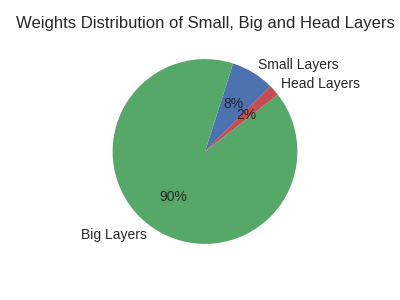 Weights Distribution of Small, Big and Head Layers
Small Layers
Head Layers
8%
2%
90%
Big Layers